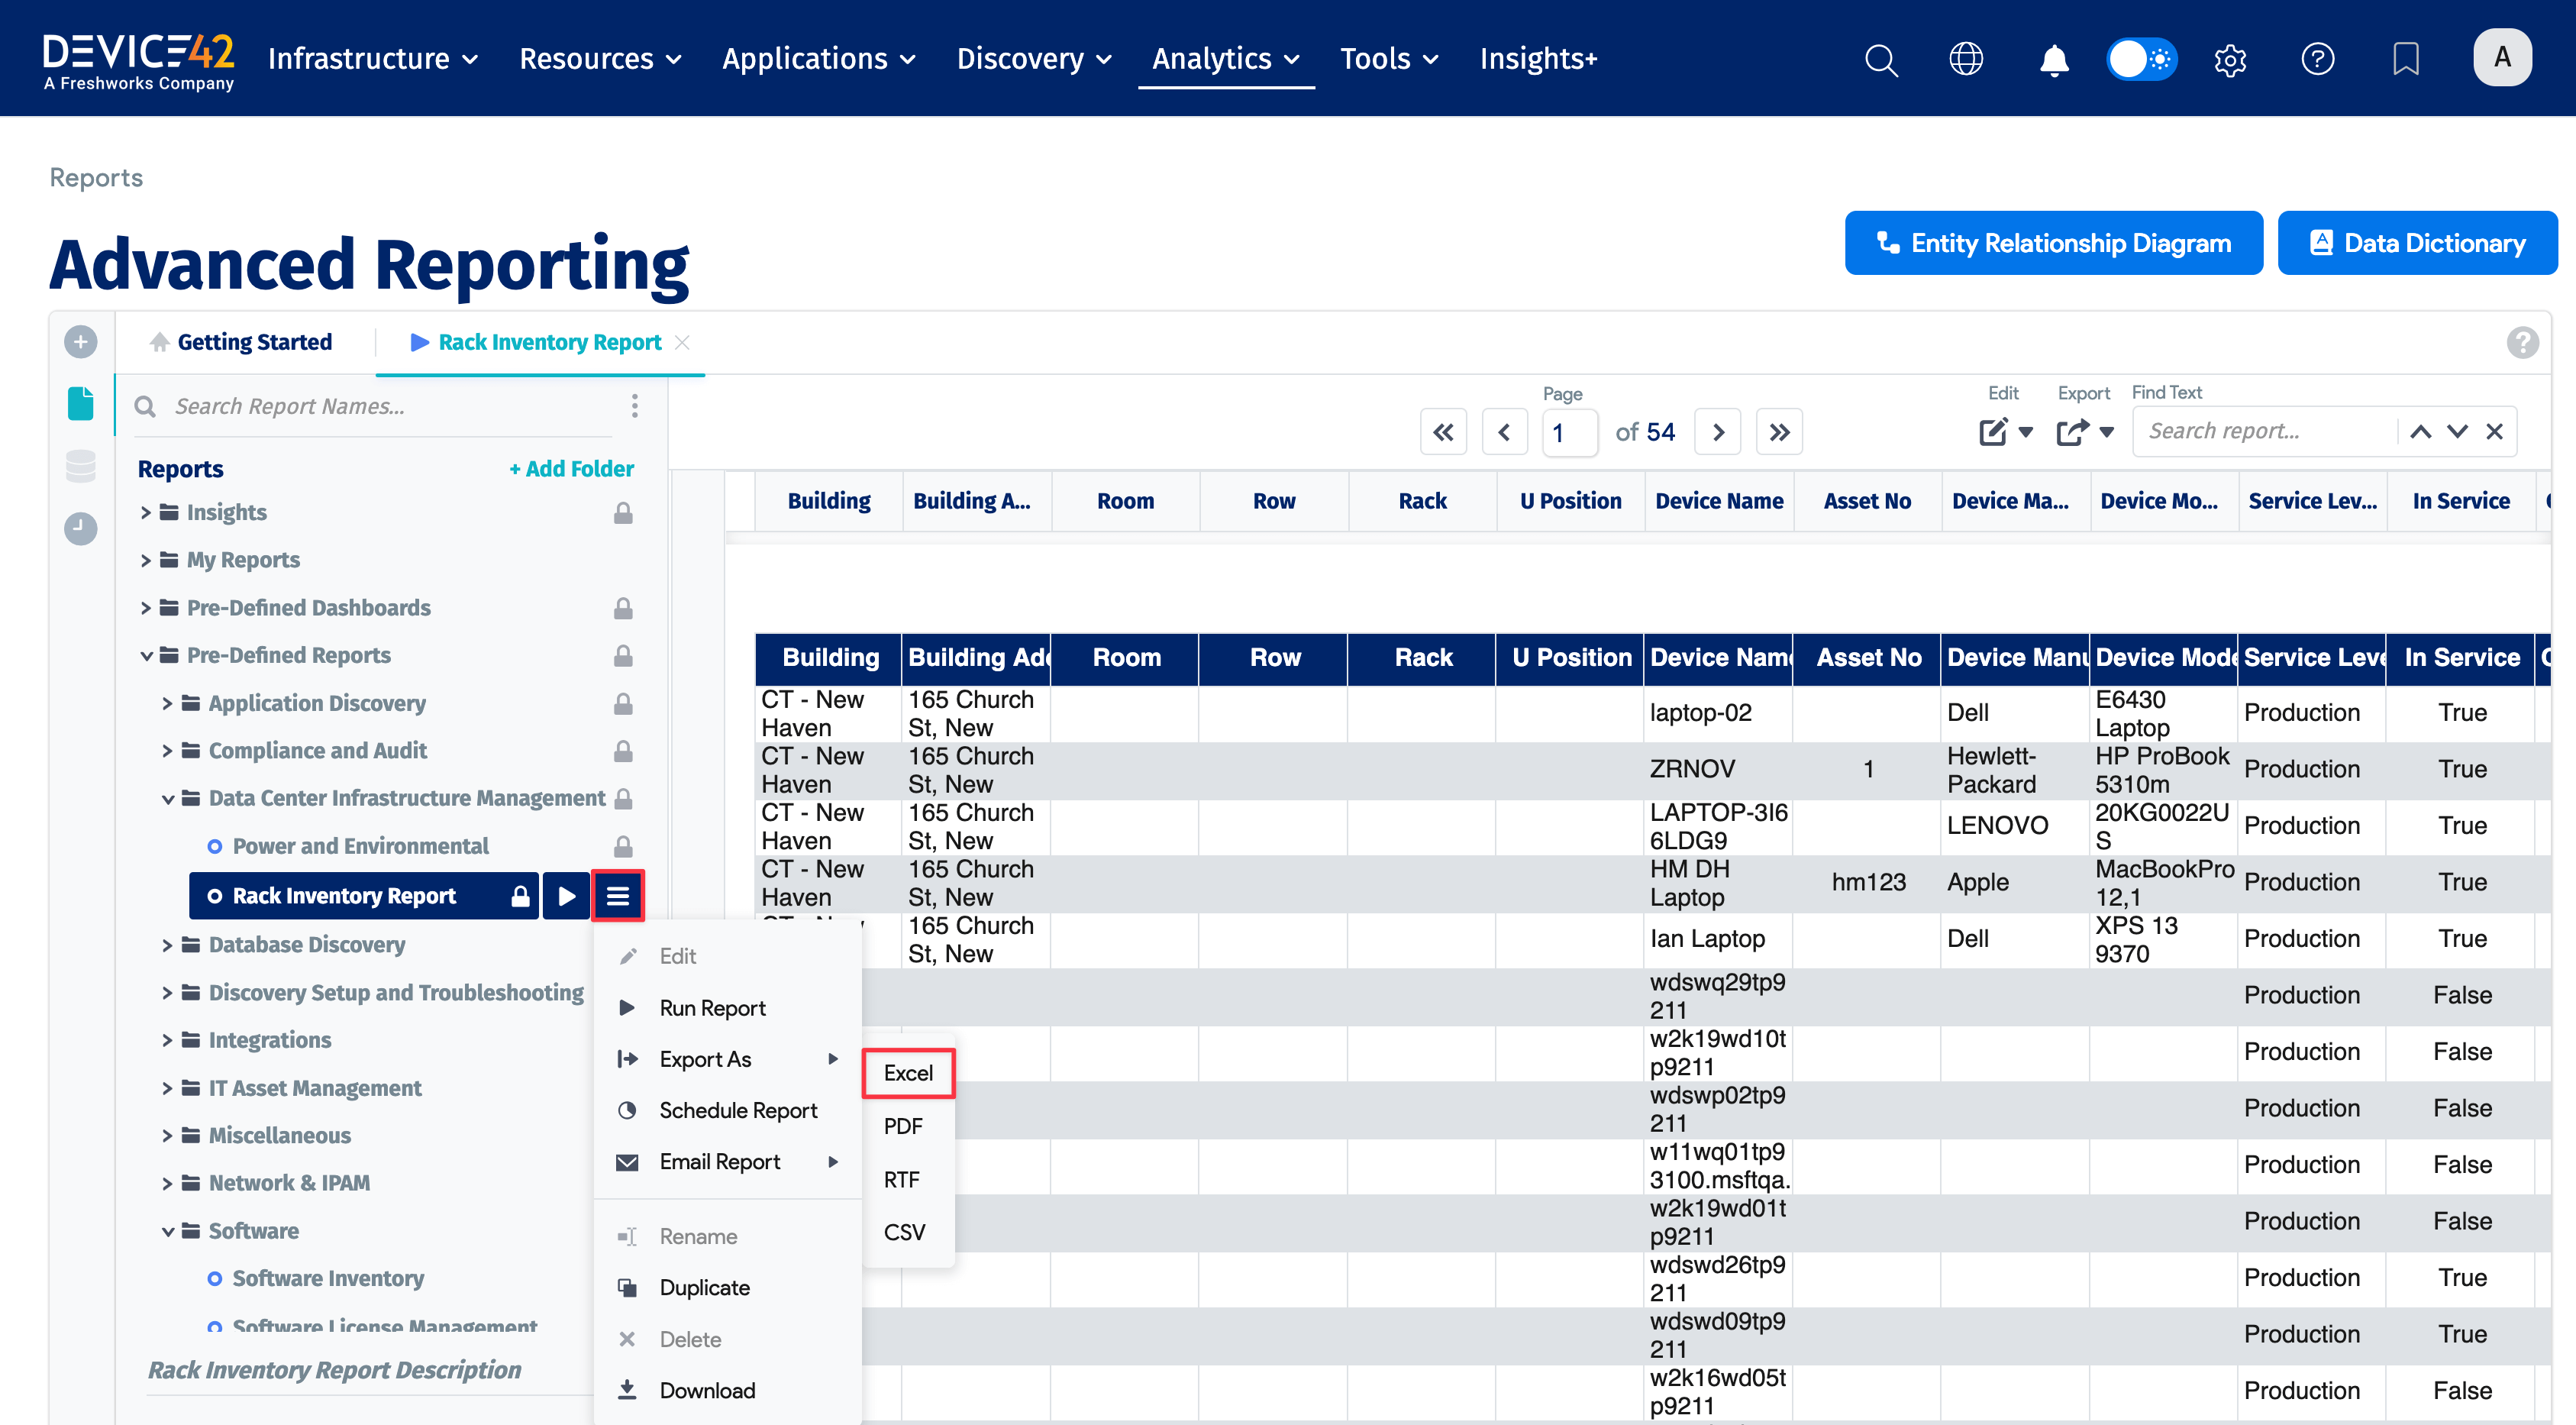 DEVICE42
A Freshworks Company
Infrastructure
Resources
Applications
Discovery
Analytics
Tools
Insights+
A
Reports
Advanced Reporting
Entity Relationship Diagram
Data Dictionary
Getting Started
Rack Inventory Report
Search Report Names...
Reports
+ Add Folder
Insights
My Reports
Pre-Defined Dashboards
Pre-Defined Reports
Application Discovery
Compliance and Audit
Data Center Infrastructure Management
Power and Environmental
Rack Inventory Report
Database Discovery
Discovery Setup and Troubleshooting
Integrations
IT Asset Management
Miscellaneous
Network & IPAM
Software
Software Inventory
Software License Management
Rack Inventory Report Description
Edit
Run Report
Export As
Schedule Report
Email Report
Rename
Duplicate
Delete
Download
Excel
PDF
RTF
CSV
Page
1 of 54
Edit
Export
Find Text
Search report...
Building Building A... Room Row Rack U Position Device Name Asset No Device Ma... Device Mo... Service Lev... In Service
Building Building Add Room Row Rack U Position Device Name Asset No Device Manu Device Mode Service Leve In Service
CT - New Haven 165 Church St, New laptop-02 Dell E6430 Laptop Production True
CT - New Haven 165 Church St, New ZRNOV 1 Hewlett-Packard HP ProBook 5310m Production True
CT - New Haven 165 Church St, New LAPTOP-3I66LDG9 LENOVO 20KG0022US Production True
CT - New Haven 165 Church St, New HM DH Laptop hm123 Apple MacBookPro12,1 Production True
165 Church St, New Ian Laptop Dell XPS 13 9370 Production True
wdswq29tp9211 Production False
w2k19wd10tp9211 Production False
wdswp02tp9211 Production False
w11wq01tp93100.msftqa. Production False
w2k19wd01tp9211 Production False
wdswd26tp9211 Production True
wdswd09tp9211 Production True
w2k16wd05tp9211 Production False